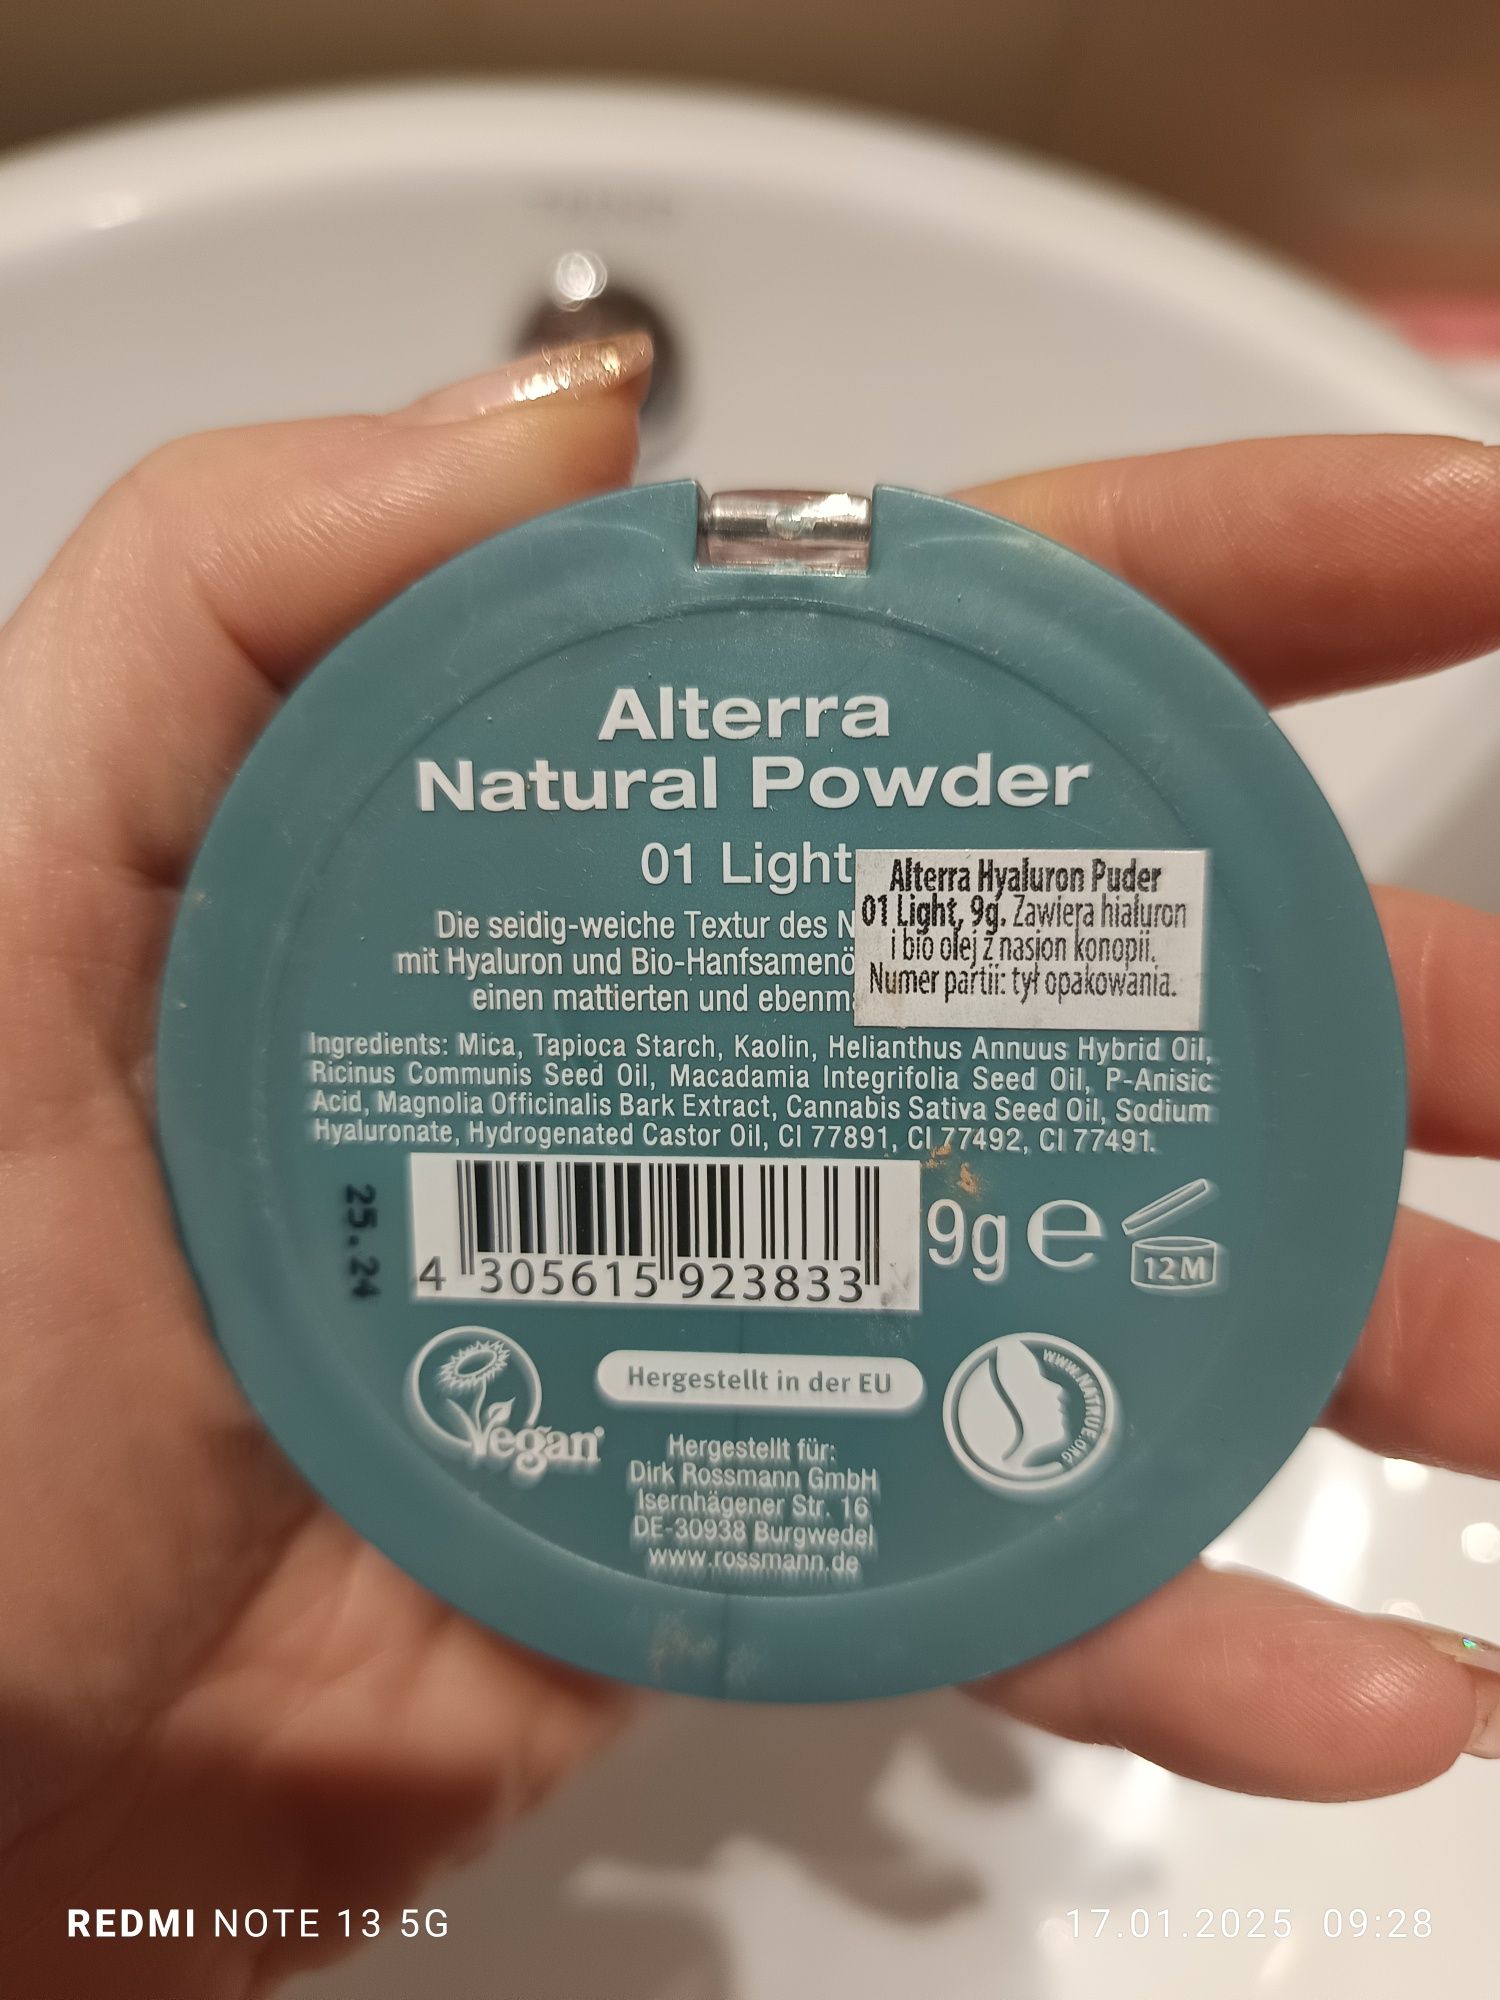 Alterra
Natural Powder
01 Light
Die seidig-weiche Textur des N
mit Hyaluron und Bio-Hanfsamenö
einen mattierten und ebenm
Alterra Hyaluron Puder
01 Light, 9g. Zawiera hialuron
i bio olej z nasion konopii.
Numer partii: tył opakowania.
Ingredients: Mica, Tapioca Starch, Kaolin, Helianthus Annuus Hybrid Oil,
Ricinus Communis Seed Oil, Macadamia Integrifolia Seed Oil, P-Anisic
Acid, Magnolia Officinalis Bark Extract, Cannabis Sativa Seed Oil, Sodium
Hyaluronate, Hydrogenated Castor Oil, CI 77891, CI 77492, CI 77491.
25.24
4 305615 923833
9g e
12M
Vegan
Hergestellt in der EU
WWW.NATRUE.ORG
Hergestellt für:
Dirk Rossmann GmbH
Isernhägener Str. 16
DE-30938 Burgwedel
www.rossmann.de
REDMI NOTE 13 5G
17.01.2025 09:28